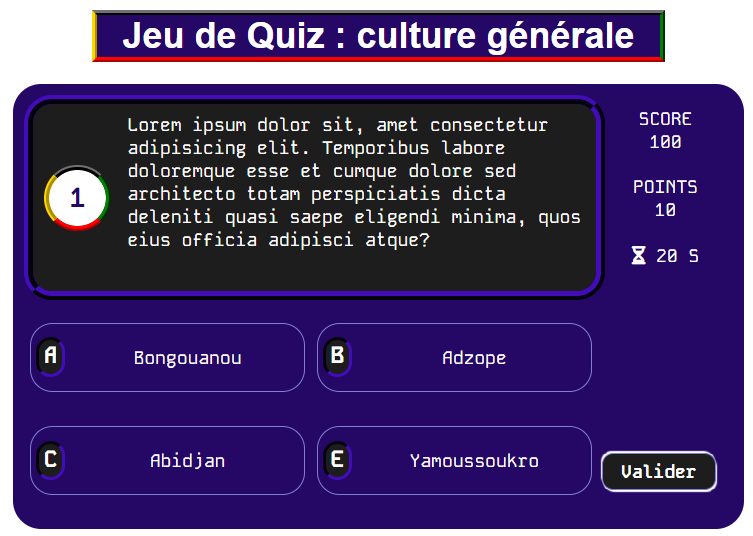 Jeu de Quiz : culture générale
1
Lorem ipsum dolor sit, amet consectetur
adipisicing elit. Temporibus labore
doloremque esse et cumque dolore sed
architecto totam perspiciatis dicta
deleniti quasi saepe eligendi minima, quos
eius officia adipisci atque?
SCORE
100
POINTS
10
20 S
A Bongouanou
B Adzope
C Abidjan
E Yamoussoukro
Valider